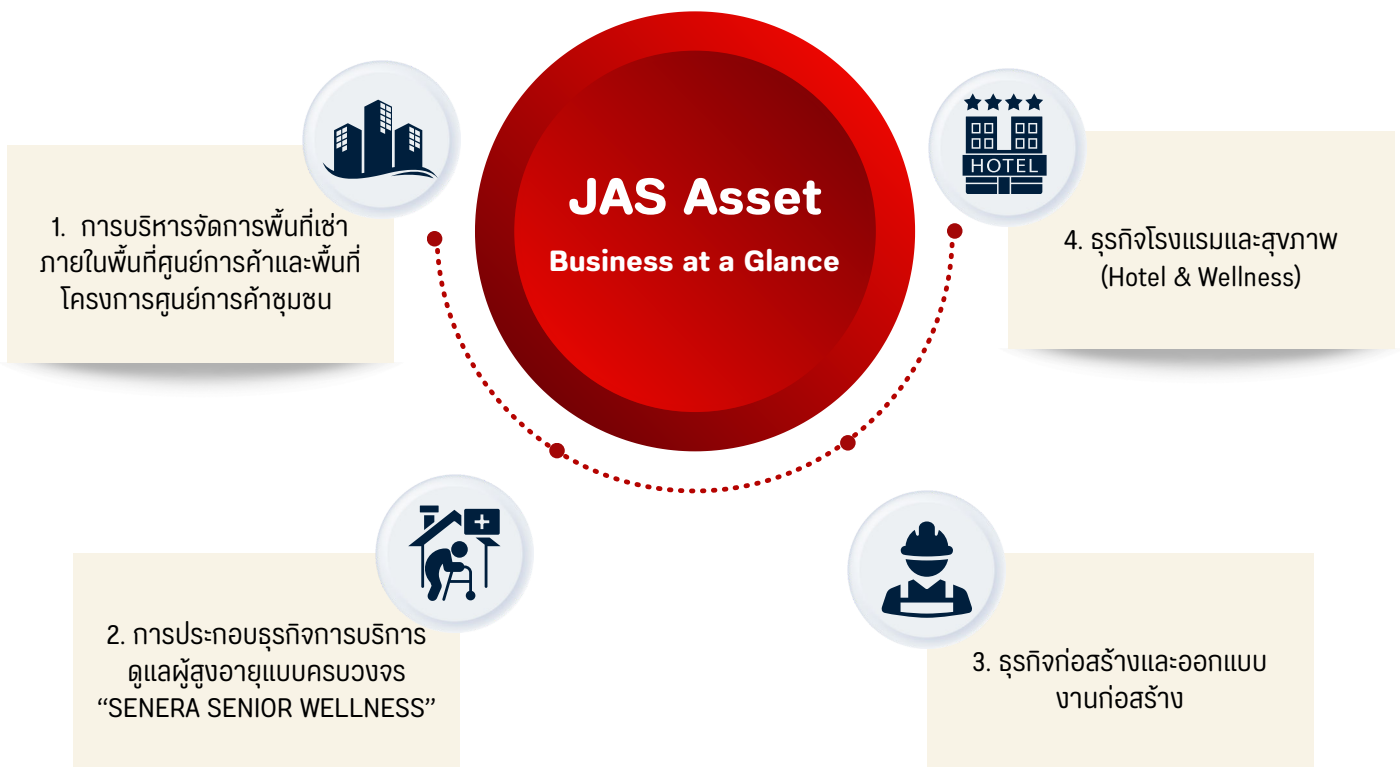 JAS Asset
Business at a Glance
1. การบริหารจัดการพื้นที่เช่า
ภายในพื้นที่ศูนย์การค้าและพื้นที่
โครงการศูนย์การค้าชุมชน
2. การประกอบธุรกิจการบริการ
ดูแลผู้สูงอายุแบบครบวงจร
“SENERA SENIOR WELLNESS”
3. ธุรกิจก่อสร้างและออกแบบ
งานก่อสร้าง
HOTEL
4. ธุรกิจโรงแรมและสุขภาพ
(Hotel & Wellness)